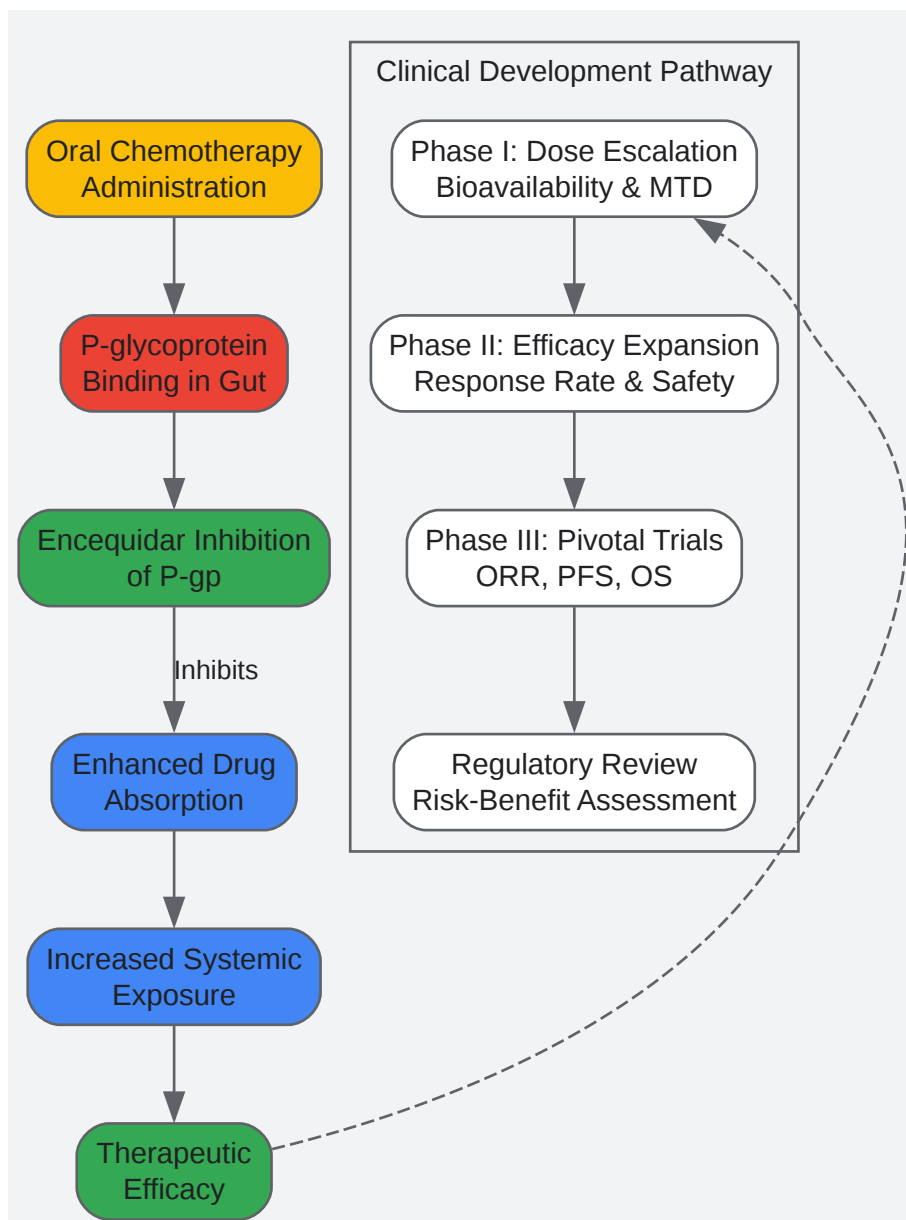 Clinical Development Pathway
Oral Chemotherapy
Administration
P-glycoprotein
Binding in Gut
Encequidar Inhibition
of P-gp
Inhibits
Enhanced Drug
Absorption
Increased Systemic
Exposure
Therapeutic
Efficacy
Phase I: Dose Escalation
Bioavailability & MTD
Phase II: Efficacy Expansion
Response Rate & Safety
Phase III: Pivotal Trials
ORR, PFS, OS
Regulatory Review
Risk-Benefit Assessment